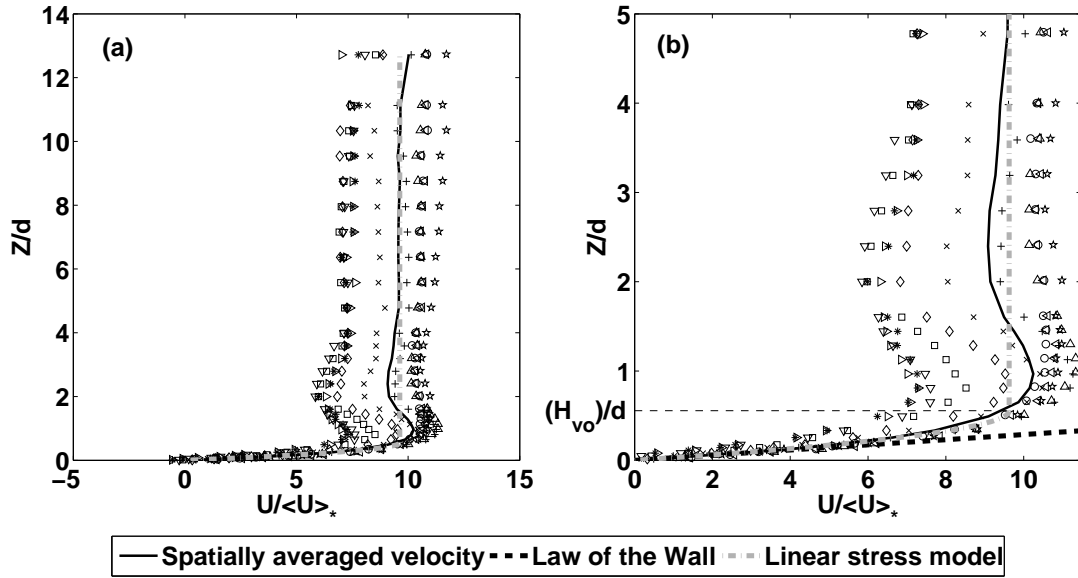 (a)
14
12
10
8
6
4
2
0
Z/d
−5 0 5 10 15
U/<U>*
(b)
5
4
3
2
1
0
Z/d
(Hvo)/d
0 2 4 6 8 10
U/<U>*
Spatially averaged velocity Law of the Wall Linear stress model